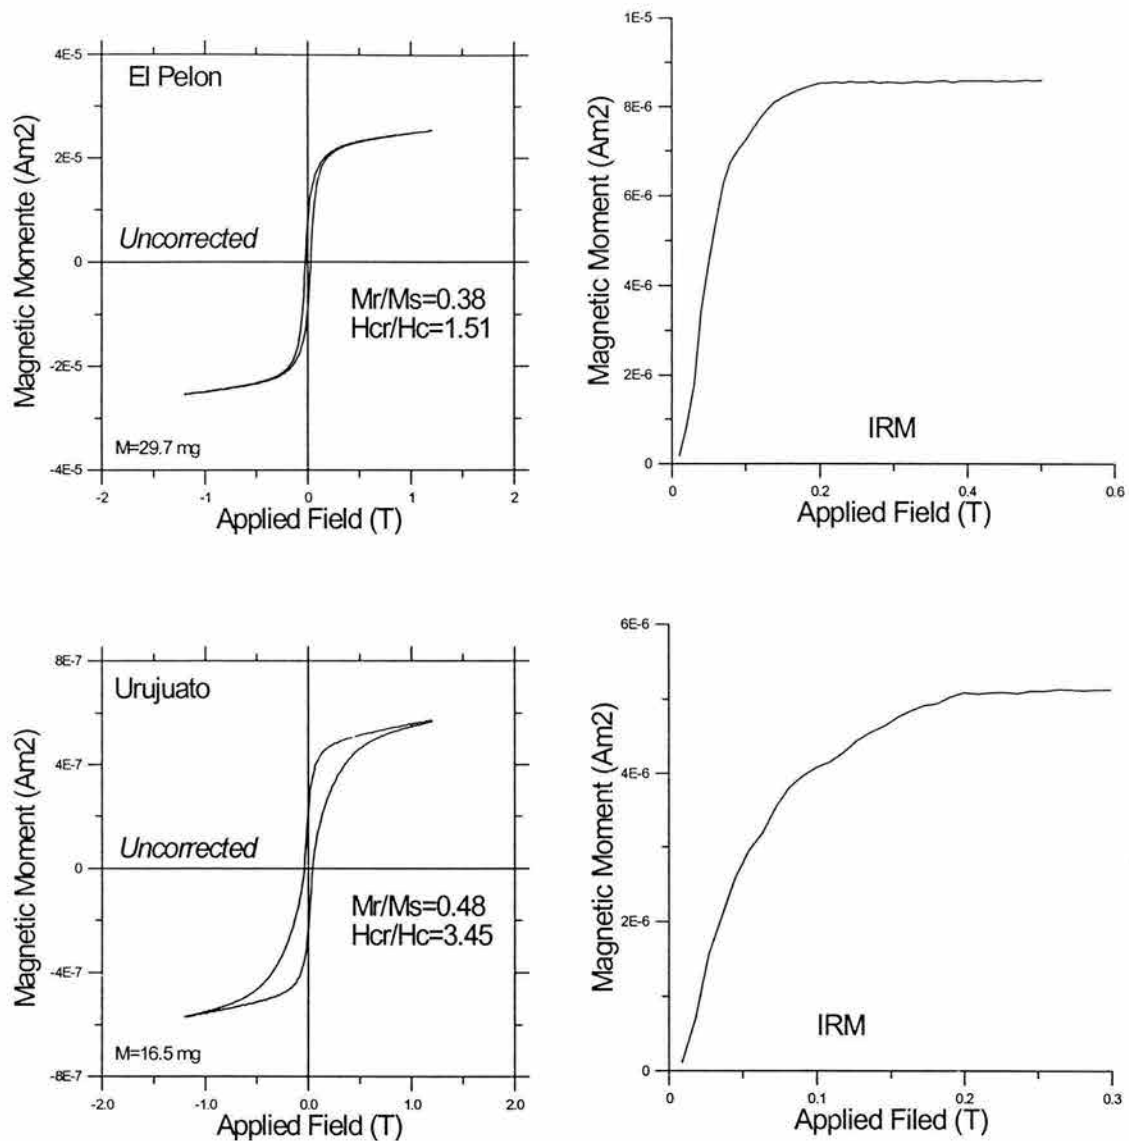 4E-5
El Pelon
2E-5
Magnetic Momente (Am2)
Uncorrected
0
Mr/Ms=0.38
Hcr/Hc=1.51
-2E-5
M=29.7 mg
-4E-5
-2
-1
0
1
2
Applied Field (T)
1E-5
8E-6
Magnetic Moment (Am2)
6E-6
4E-6
2E-6
IRM
0
0
0.2
0.4
0.6
Applied Field (T)
8E-7
Urujuato
4E-7
Magnetic Moment (Am2)
Uncorrected
0
Mr/Ms=0.48
Hcr/Hc=3.45
-4E-7
M=16.5 mg
-8E-7
-2.0
-1.0
0.0
1.0
2.0
Applied Field (T)
6E-6
Magnetic Moment (Am2)
4E-6
2E-6
IRM
0
0
0.1
0.2
0.3
Applied Filed (T)